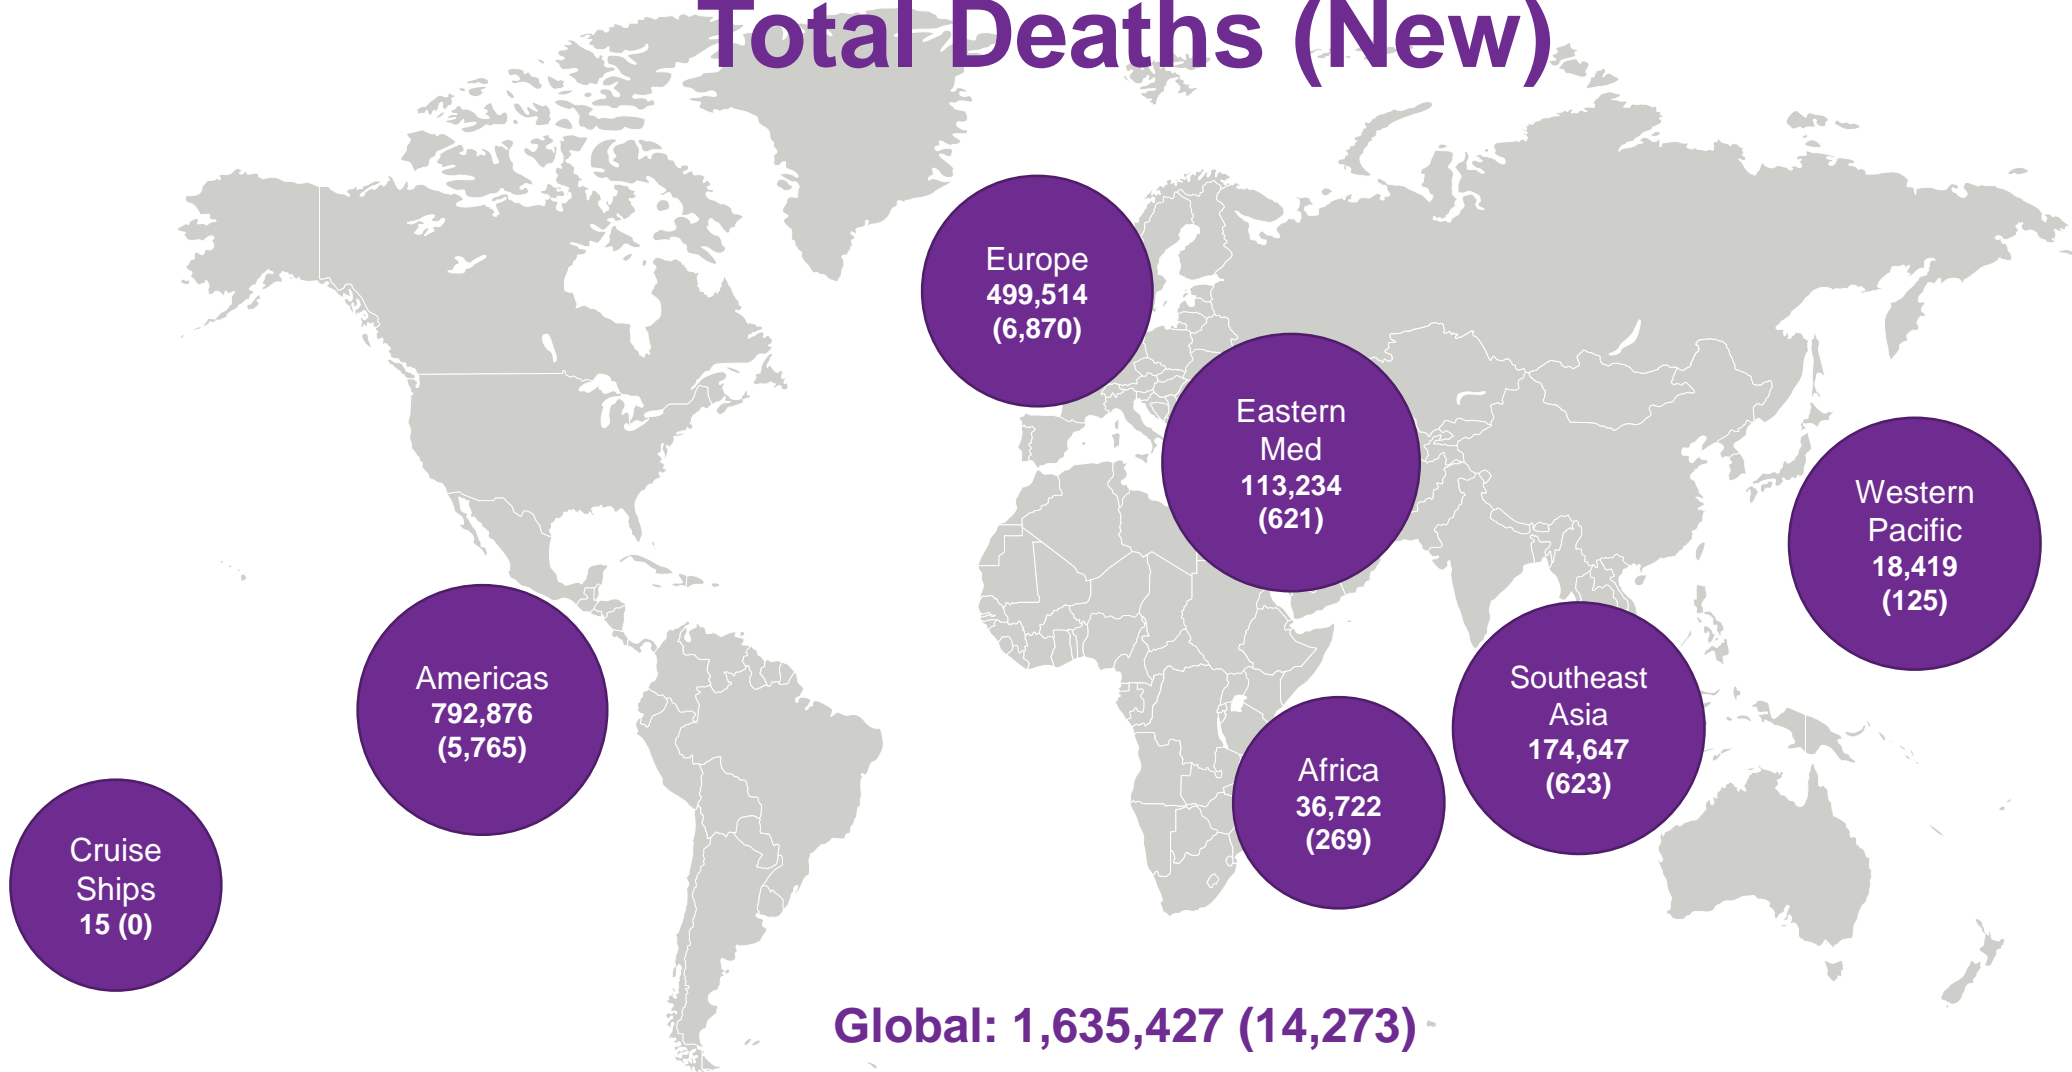 Total Deaths (New)
Europe
499,514
(6,870)
Eastern
Med
113,234
(621)
Western
Pacific
18,419
(125)
Americas
792,876
(5,765)
Southeast
Asia
174,647
(623)
Africa
36,722
(269)
Cruise
Ships
15 (0)
Global: 1,635,427 (14,273)